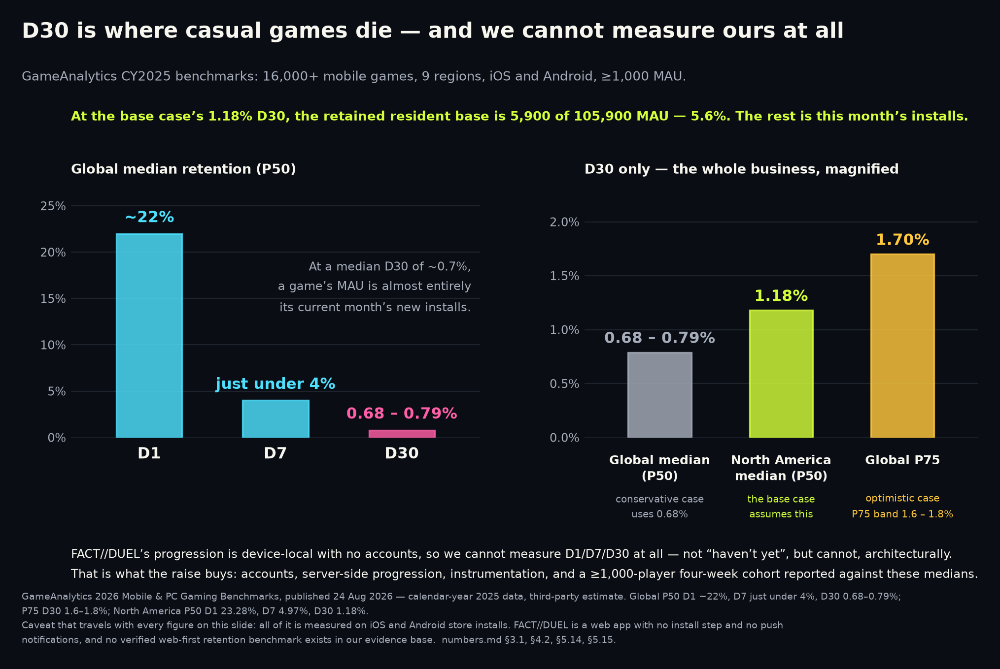 D30 is where casual games die — and we cannot measure ours at all
GameAnalytics CY2025 benchmarks: 16,000+ mobile games, 9 regions, iOS and Android, ≥1,000 MAU.
At the base case’s 1.18% D30, the retained resident base is 5,900 of 105,900 MAU — 5.6%. The rest is this month’s installs.
Global median retention (P50)
25%
20%
15%
10%
5%
0%
~22%
just under 4%
0.68 – 0.79%
At a median D30 of ~0.7%,
a game’s MAU is almost entirely
its current month’s new installs.
D1
D7
D30
D30 only — the whole business, magnified
2.0%
1.5%
1.0%
0.5%
0.0%
0.68 – 0.79%
1.18%
1.70%
Global median
(P50)
North America
median (P50)
Global P75
conservative case
uses 0.68%
the base case
assumes this
optimistic case
P75 band 1.6 – 1.8%
FACT//DUEL’s progression is device-local with no accounts, so we cannot measure D1/D7/D30 at all — not “haven’t yet”, but cannot, architecturally.
That is what the raise buys: accounts, server-side progression, instrumentation, and a ≥1,000-player four-week cohort reported against these medians.
GameAnalytics 2026 Mobile & PC Gaming Benchmarks, published 24 Aug 2026 — calendar-year 2025 data, third-party estimate. Global P50 D1 ~22%, D7 just under 4%, D30 0.68–0.79%;
P75 D30 1.6–1.8%; North America P50 D1 23.28%, D7 4.97%, D30 1.18%.
Caveat that travels with every figure on this slide: all of it is measured on iOS and Android store installs. FACT//DUEL is a web app with no install step and no push
notifications, and no verified web-first retention benchmark exists in our evidence base.  numbers.md §3.1, §4.2, §5.14, §5.15.